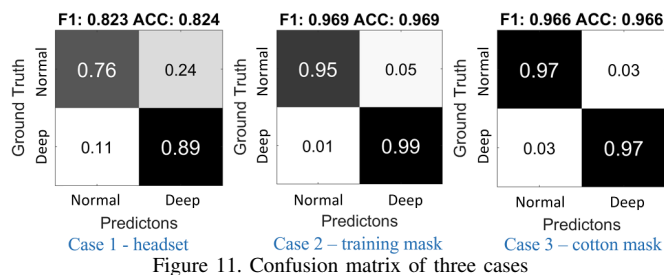 F1: 0.823 ACC: 0.824
Ground Truth
Normal
Deep
0.76
0.24
0.11
0.89
Normal
Deep
Predictons
Case 1 - headset
F1: 0.969 ACC: 0.969
Ground Truth
Normal
Deep
0.95
0.05
0.01
0.99
Normal
Deep
Predictons
Case 2 – training mask
F1: 0.966 ACC: 0.966
Ground Truth
Normal
Deep
0.97
0.03
0.03
0.97
Normal
Deep
Predictons
Case 3 – cotton mask
Figure 11. Confusion matrix of three cases